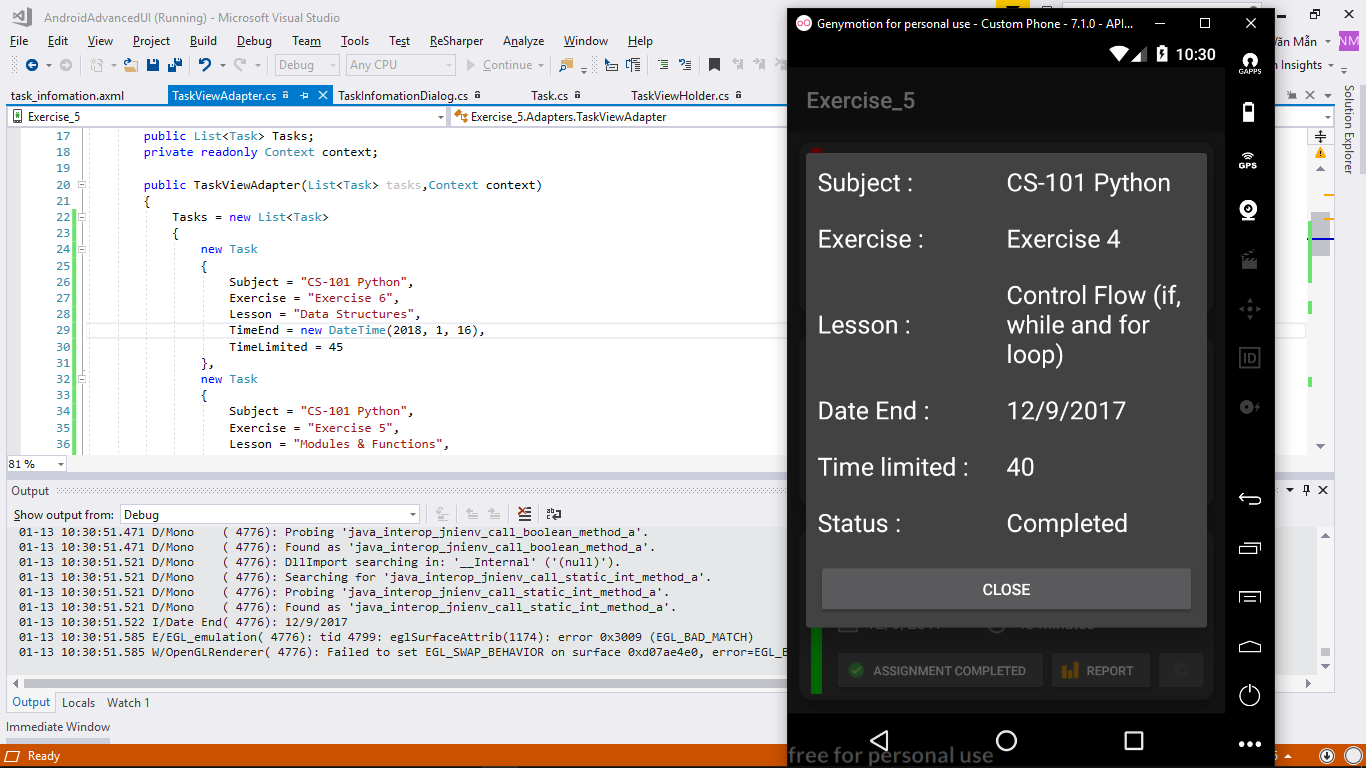 AndroidAdvancedUI (Running) - Microsoft Visual Studio
File Edit View Project Build Debug Team Tools Test ReSharper Analyze Window Help
Văn Mẫn NM
Debug Any CPU Continue
Insights
task_infomation.axml TaskViewAdapter.cs TaskInfomationDialog.cs Task.cs TaskViewHolder.cs
Exercise_5 Exercise_5.Adapters.TaskViewAdapter
Solution Explorer
17 public List<Task> Tasks;
18 private readonly Context context;
19
20 public TaskViewAdapter(List<Task> tasks,Context context)
21 {
22 Tasks = new List<Task>
23 {
24 new Task
25 {
26 Subject = "CS-101 Python",
27 Exercise = "Exercise 6",
28 Lesson = "Data Structures",
29 TimeEnd = new DateTime(2018, 1, 16),
30 TimeLimited = 45
31 },
32 new Task
33 {
34 Subject = "CS-101 Python",
35 Exercise = "Exercise 5",
36 Lesson = "Modules & Functions",
81 %
Output
Show output from: Debug
01-13 10:30:51.471 D/Mono ( 4776): Probing 'java_interop_jnienv_call_boolean_method_a'.
01-13 10:30:51.471 D/Mono ( 4776): Found as 'java_interop_jnienv_call_boolean_method_a'.
01-13 10:30:51.521 D/Mono ( 4776): DllImport searching in: '__Internal' ('(null)').
01-13 10:30:51.521 D/Mono ( 4776): Searching for 'java_interop_jnienv_call_static_int_method_a'.
01-13 10:30:51.521 D/Mono ( 4776): Probing 'java_interop_jnienv_call_static_int_method_a'.
01-13 10:30:51.521 D/Mono ( 4776): Found as 'java_interop_jnienv_call_static_int_method_a'.
01-13 10:30:51.522 I/Date End( 4776): 12/9/2017
01-13 10:30:51.585 E/EGL_emulation( 4776): tid 4799: eglSurfaceAttrib(1174): error 0x3009 (EGL_BAD_MATCH)
01-13 10:30:51.585 W/OpenGLRenderer( 4776): Failed to set EGL_SWAP_BEHAVIOR on surface 0xd07ae4e0, error=EGL_B
Output Locals Watch 1
Immediate Window
Ready
Genymotion for personal use - Custom Phone - 7.1.0 - API...
10:30
Exercise_5
Subject : CS-101 Python
Exercise : Exercise 4
Lesson : Control Flow (if,
while and for
loop)
Date End : 12/9/2017
Time limited : 40
Status : Completed
CLOSE
ASSIGNMENT COMPLETED REPORT
free for personal use
GAPPS
GPS
ID